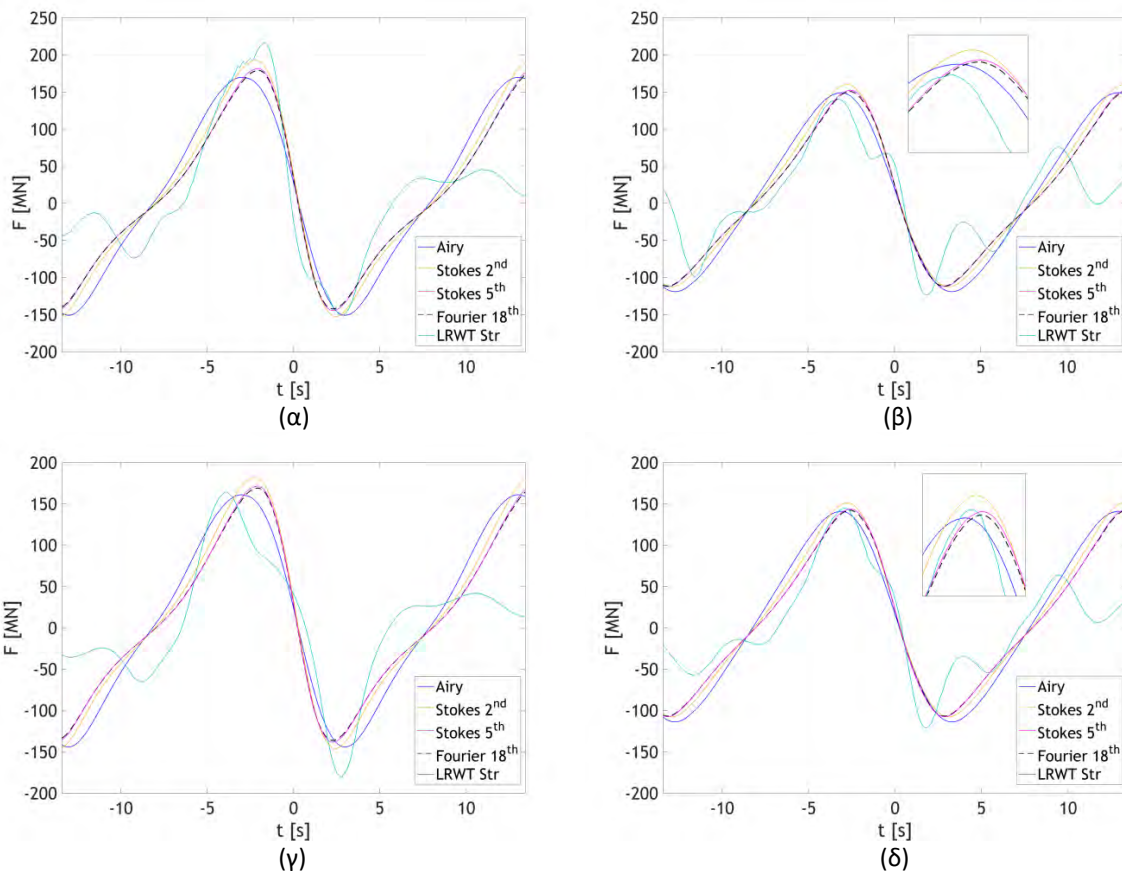 250
200
150
100
50
0
-50
-100
-150
-200
F [MN]
-10 -5 0 5 10
t [s]
Airy
Stokes 2nd
Stokes 5th
Fourier 18th
LRWT Str
(α)
250
200
150
100
50
0
-50
-100
-150
-200
F [MN]
-10 -5 0 5 10
t [s]
Airy
Stokes 2nd
Stokes 5th
Fourier 18th
LRWT Str
(β)
200
150
100
50
0
-50
-100
-150
-200
F [MN]
-10 -5 0 5 10
t [s]
Airy
Stokes 2nd
Stokes 5th
Fourier 18th
LRWT Str
(γ)
200
150
100
50
0
-50
-100
-150
-200
F [MN]
-10 -5 0 5 10
t [s]
Airy
Stokes 2nd
Stokes 5th
Fourier 18th
LRWT Str
(δ)